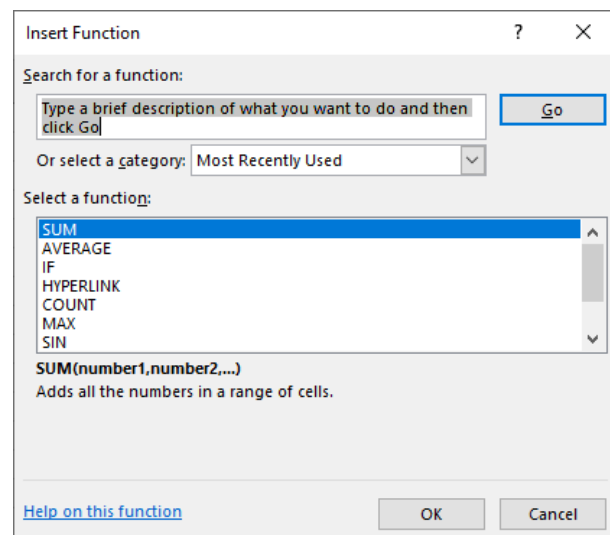 Insert Function
?
Search for a function:
Type a brief description of what you want to do and then
click Go
Go
Or select a category: Most Recently Used
Select a function:
SUM
AVERAGE
IF
HYPERLINK
COUNT
MAX
SIN
SUM(number1,number2,...)
Adds all the numbers in a range of cells.
Help on this function
OK
Cancel